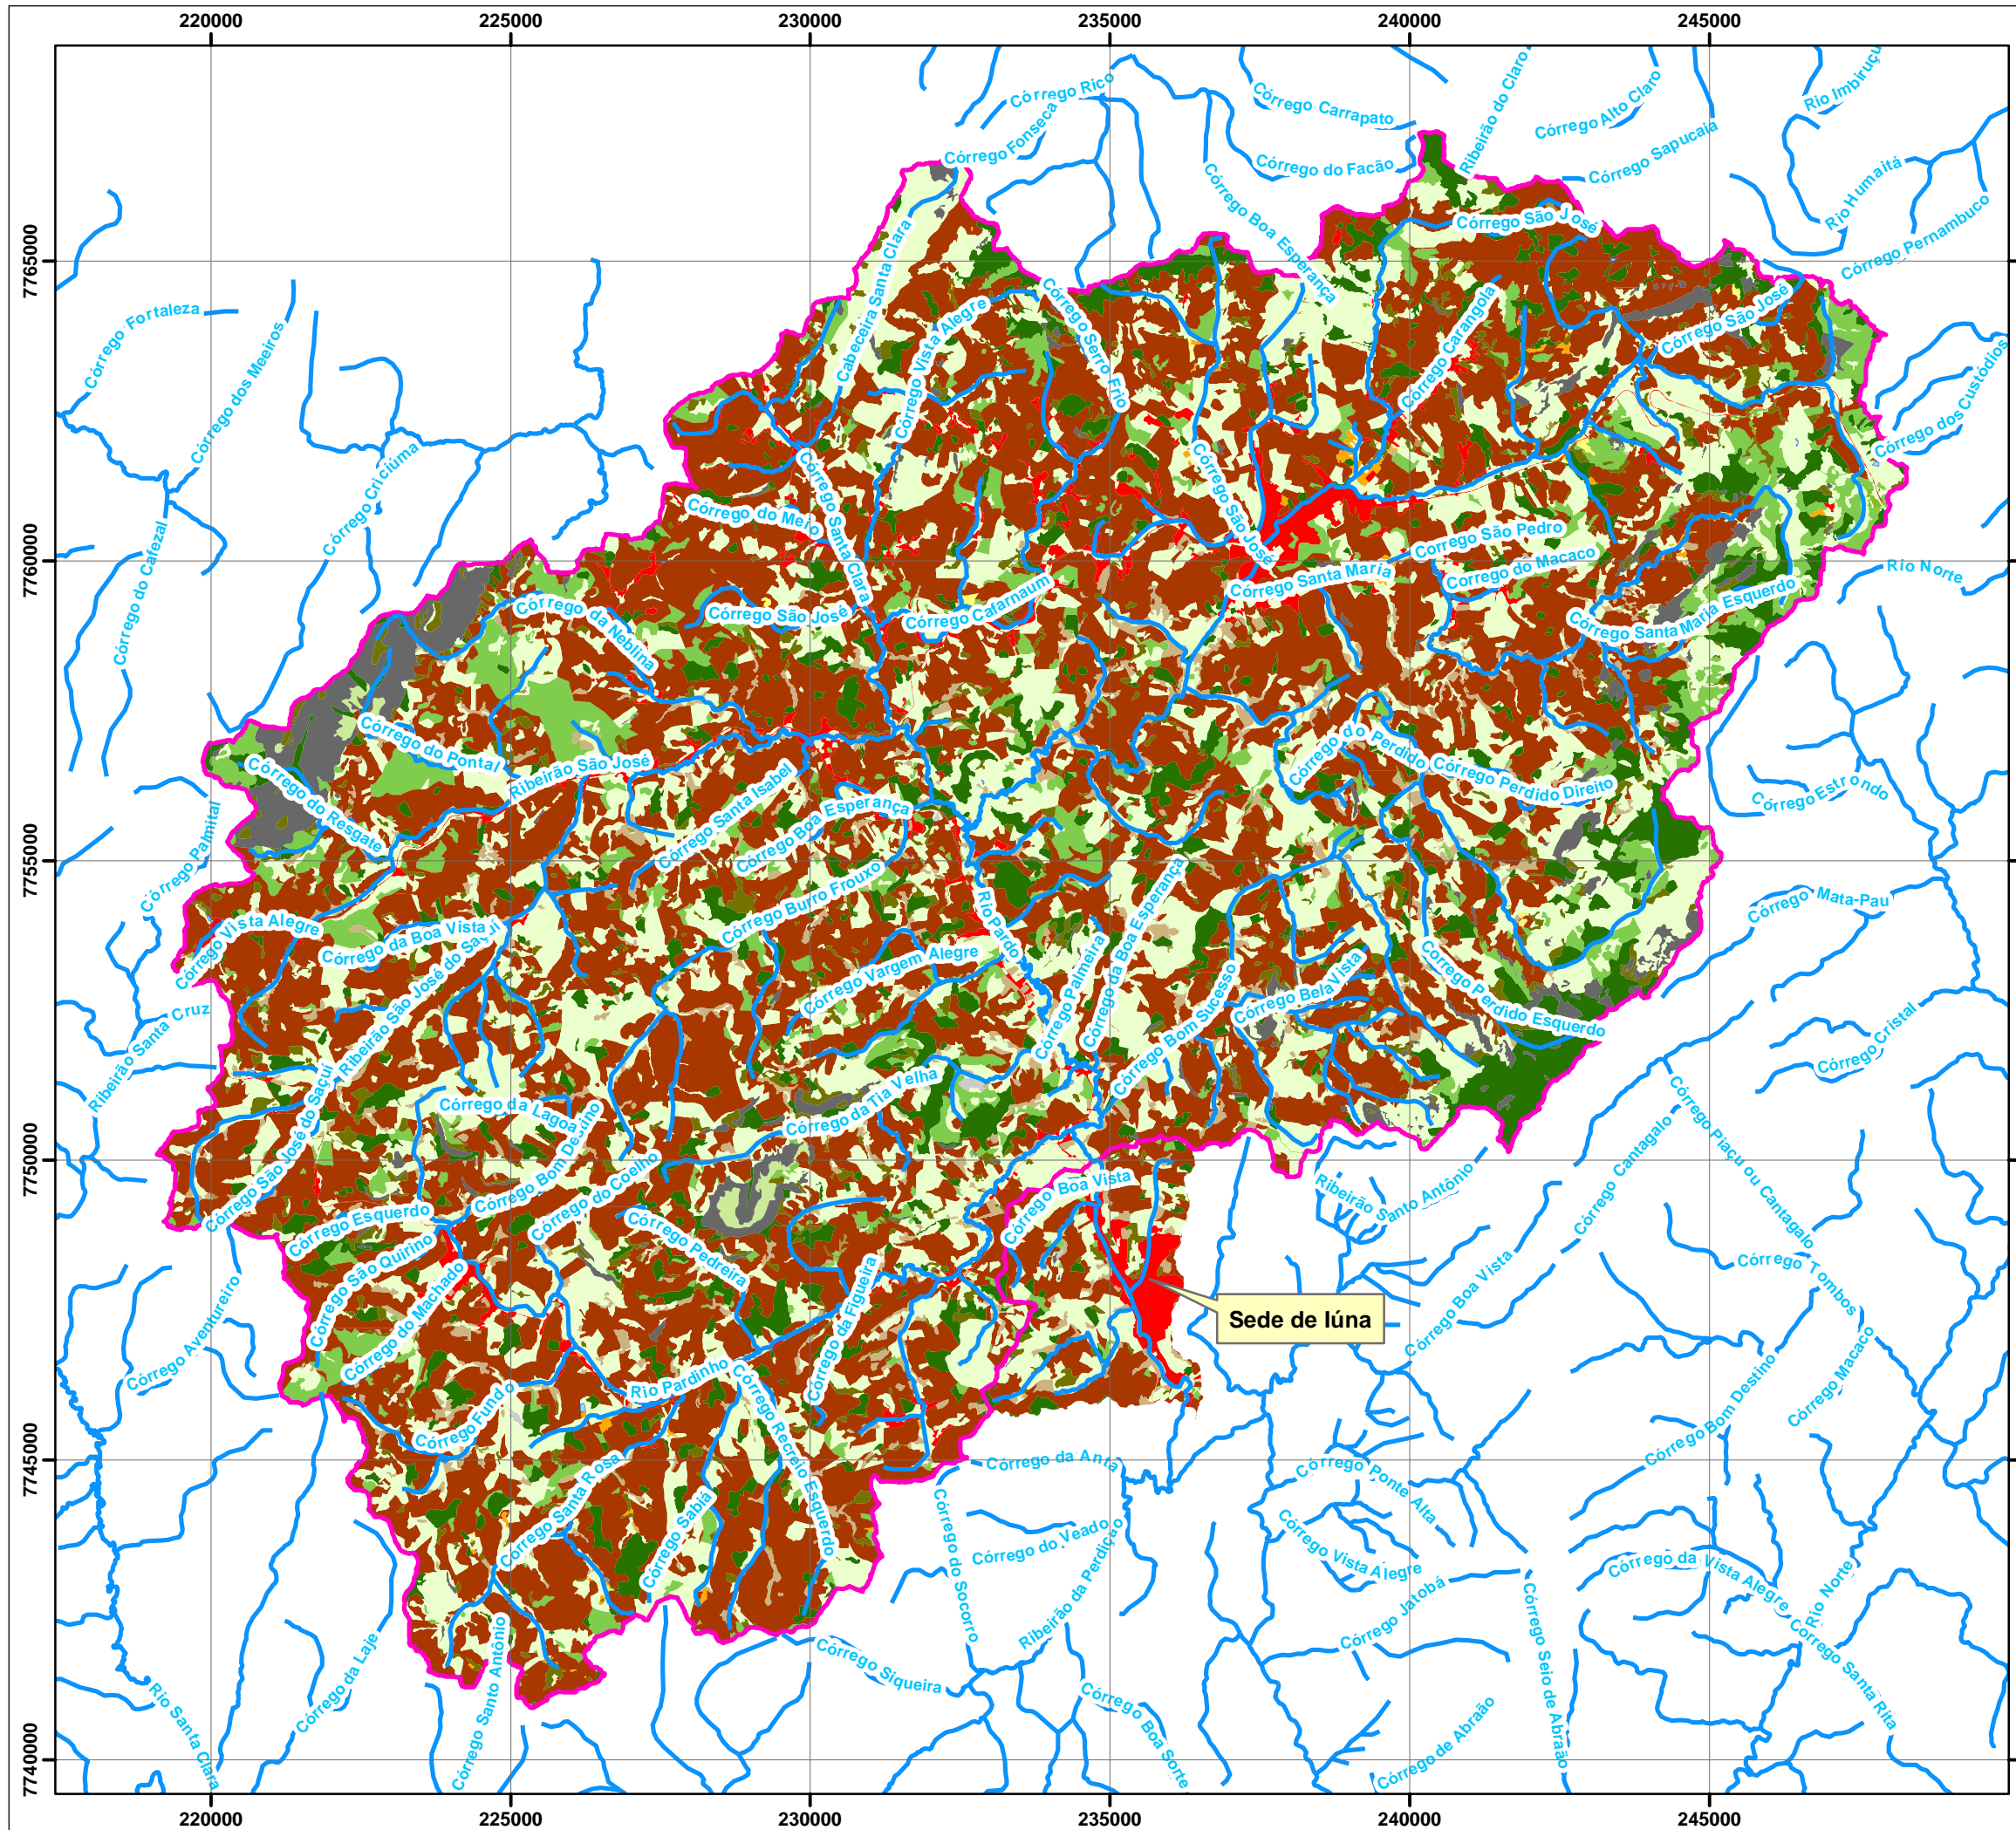 220000
225000
230000
235000
240000
245000
Córrego Rico
Córrego Fonseca
Córrego Carrapato
Córrego do Facão
Ribeirão do Claro
Córrego Alto Claro
Córrego Sapucaia
Rio Imbiruçu
Rio Humaitá
Córrego Pernambuco
Córrego Boa Esperança
Córrego São José
7765000
Cabeceira Santa Clara
Córrego Vista Alegre
Córrego Serro Frio
Córrego Carangola
Córrego São José
Córrego dos Custódios
Córrego Fortaleza
Córrego dos Meeiros
Córrego Criciúma
Córrego do Cafezal
Córrego do Meio
Córrego Santa Clara
Córrego São José
7760000
Córrego São Pedro
Córrego do Macaco
Córrego Santa Maria
Córrego Santa Maria Esquerdo
Rio Norte
Córrego da Neblina
Córrego São José
Córrego Cafarnaum
Córrego do Pontal
Ribeirão São José
Córrego do Resgate
Córrego Santa Isabel
Córrego Boa Esperança
Córrego do Perdido
Córrego Perdido Direito
Córrego Estrondo
7755000
Córrego Palmital
Córrego Burro Frouxo
Rio Pardo
Córrego da Boa Esperança
Córrego Mata-Pau
Córrego Vista Alegre
Córrego da Boa Vista
Ribeirão São José do Saçuí
Córrego Vargem Alegre
Córrego Palmeira
Córrego Bom Sucesso
Córrego Bela Vista
Córrego Perdido Esquerdo
Córrego Cristal
Ribeirão Santa Cruz
Córrego São José do Saçuí
Córrego da Lagoa
Córrego da Tia Velha
Córrego Bom Destino
Córrego do Coelho
7750000
Córrego Cantagalo
Córrego Piaçu ou Cantagalo
Ribeirão Santo Antônio
Córrego Boa Vista
Córrego Esquerdo
Córrego São Quirino
Córrego do Machado
Córrego Pedreira
Córrego da Figueira
Córrego Aventureiro
Córrego Tombos
Córrego Boa Vista
Sede de Iúna
Córrego Macaco
Córrego Bom Destino
Rio Pardinho
Córrego Fundo
Córrego Recreio Esquerdo
7745000
Córrego Santa Rosa
Córrego Sabiá
Córrego da Anta
Córrego Ponte Alta
Córrego do Veado
Córrego do Socorro
Ribeirão da Perdição
Córrego Vista Alegre
Córrego Jatobá
Córrego da Vista Alegre
Rio Norte
Córrego Santa Rita
Córrego Seio de Abraão
Córrego da Laje
Córrego Santo Antônio
Córrego Siqueira
Córrego Boa Sorte
Córrego de Abraão
Rio Santa Clara
7740000
220000
225000
230000
235000
240000
245000